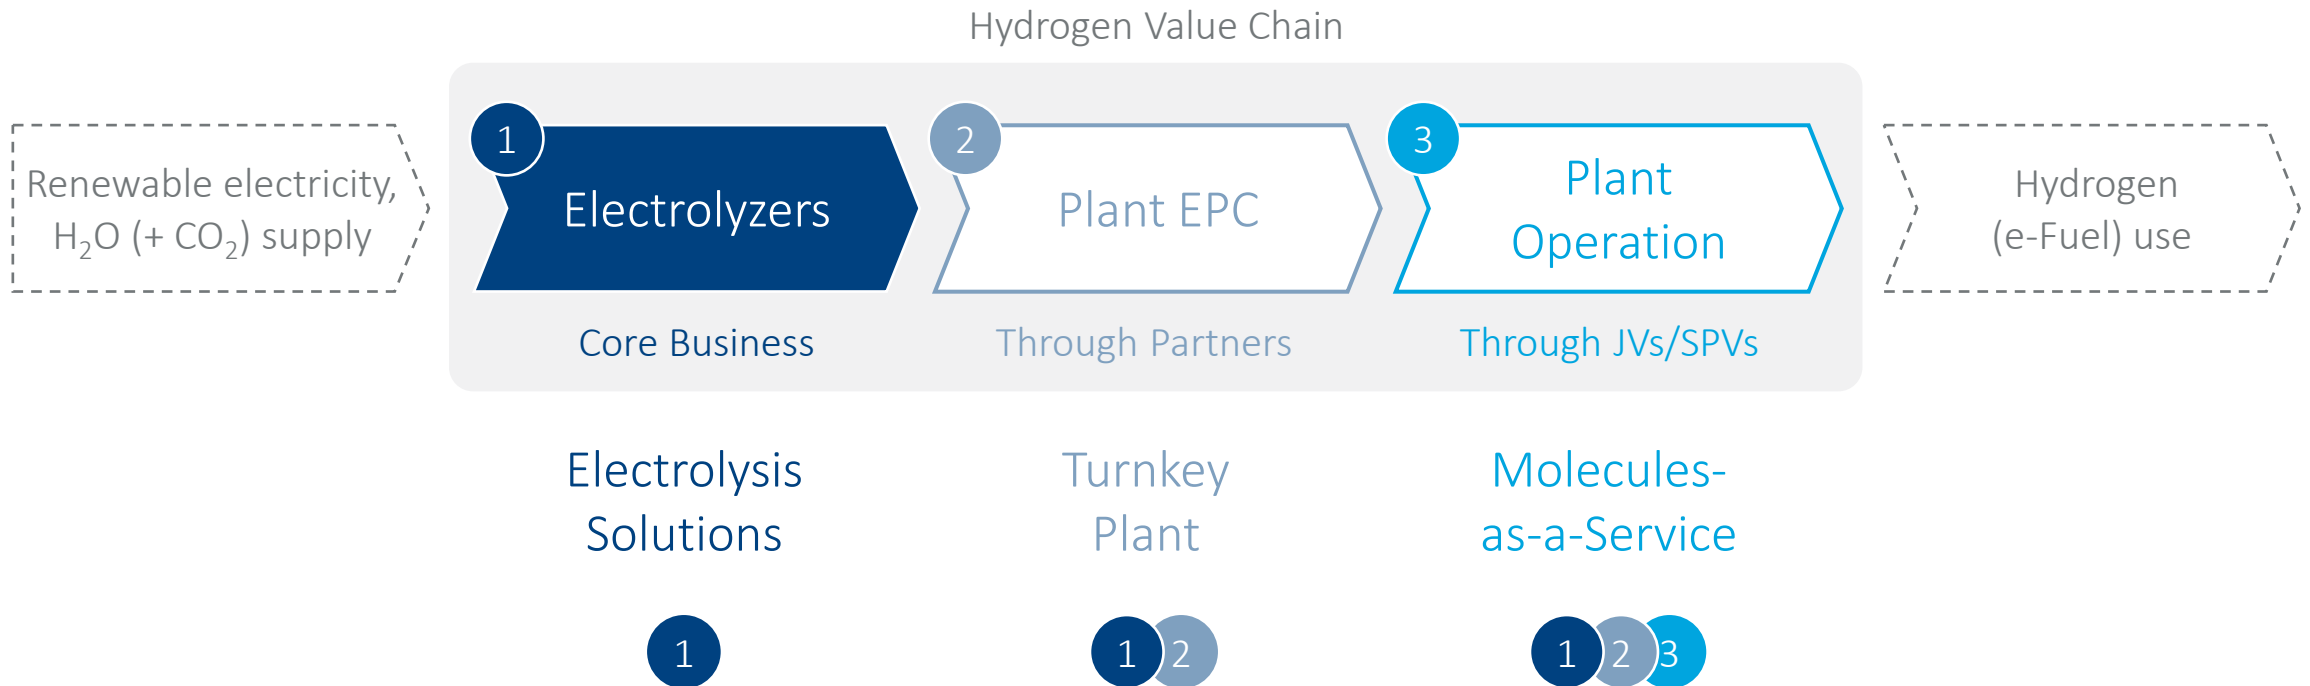 Hydrogen Value Chain
Renewable electricity,
H₂O (+ CO₂) supply
1
Electrolyzers
Core Business
2
Plant EPC
Through Partners
3
Plant
Operation
Through JVs/SPVs
Hydrogen
(e-Fuel) use
Electrolysis
Solutions
1
Turnkey
Plant
1 2
Molecules-
as-a-Service
1 2 3